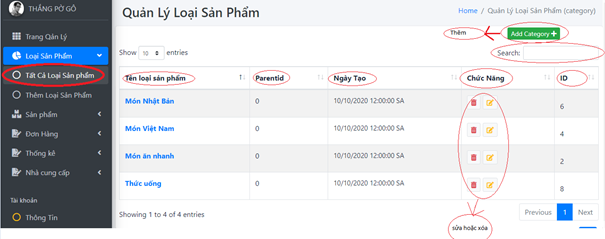 THẮNG PỜ GỒ
Trang Qản Lý
Loại Sản Phẩm
Tất Cả Loại Sản phẩm
Thêm Loại Sản Phẩm
Sản phẩm
Đơn Hàng
Thống kê
Nhà cung cấp
Tài khoản
Thông Tin
Quản Lý Loại Sản Phẩm
Home / Quản Lý Loại Sản Phẩm (category)
Thêm
Add Category +
Show 10 entries
Search:
Tên loại sản phẩm Parentid Ngày Tạo Chức Năng ID
Món Nhật Bản 0 10/10/2020 12:00:00 SA 6
Món Việt Nam 0 10/10/2020 12:00:00 SA 4
Món ăn nhanh 0 10/10/2020 12:00:00 SA 2
Thức uống 0 10/10/2020 12:00:00 SA 8
Showing 1 to 4 of 4 entries
Previous 1 Next
sửa hoặc xóa